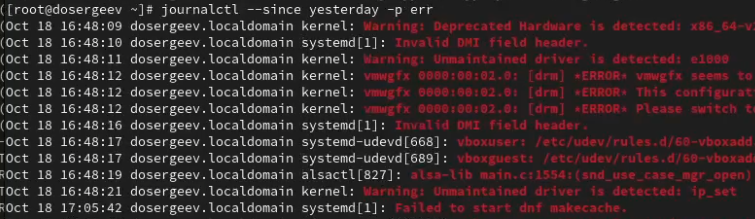 ([root@dosergeev ~]# journalctl --since yesterday -p err
(Oct 18 16:48:09 dosergeev.localdomain kernel: Warning: Deprecated Hardware is detected: x86_64-v
(Oct 18 16:48:10 dosergeev.localdomain systemd[1]: Invalid DMI field header.
(Oct 18 16:48:11 dosergeev.localdomain kernel: Warning: Unmaintained driver is detected: e1000
(Oct 18 16:48:12 dosergeev.localdomain kernel: vmwgfx 0000:00:02.0: [drm] *ERROR* vmwgfx seems to
(Oct 18 16:48:12 dosergeev.localdomain kernel: vmwgfx 0000:00:02.0: [drm] *ERROR* This configurat
(Oct 18 16:48:12 dosergeev.localdomain kernel: vmwgfx 0000:00:02.0: [drm] *ERROR* Please switch t
(Oct 18 16:48:16 dosergeev.localdomain systemd[1]: Invalid DMI field header.
-Oct 18 16:48:17 dosergeev.localdomain systemd-udevd[668]: vboxuser: /etc/udev/rules.d/60-vboxadd
TOct 18 16:48:17 dosergeev.localdomain systemd-udevd[689]: vboxguest: /etc/udev/rules.d/60-vboxad
ROct 18 16:48:19 dosergeev.localdomain alsactl[827]: alsa-lib main.c:1554:(snd_use_case_mgr_open)
TOct 18 16:48:21 dosergeev.localdomain kernel: Warning: Unmaintained driver is detected: ip_set
ROct 18 17:05:42 dosergeev.localdomain systemd[1]: Failed to start dnf makecache.